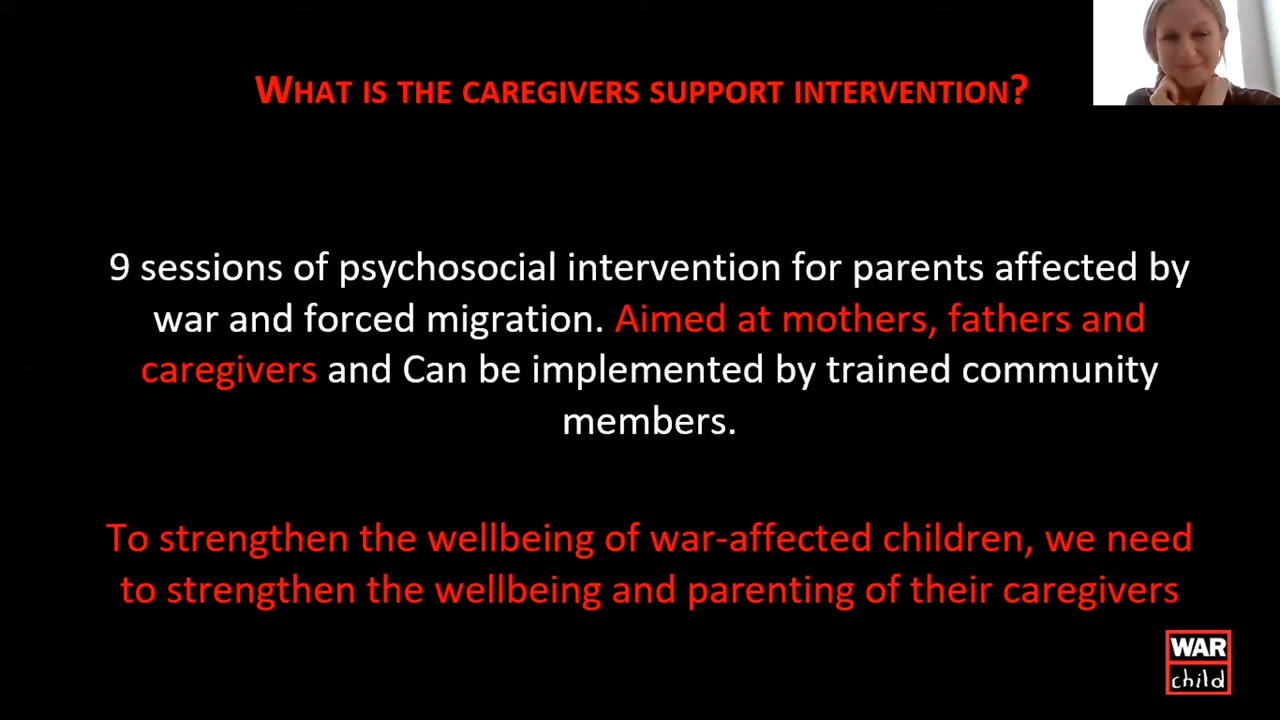 WHAT IS THE CAREGIVERS SUPPORT INTERVENTION?
9 sessions of psychosocial intervention for parents affected by
war and forced migration. Aimed at mothers, fathers and
caregivers and Can be implemented by trained community
members.
To strengthen the wellbeing of war-affected children, we need
to strengthen the wellbeing and parenting of their caregivers
WAR
child